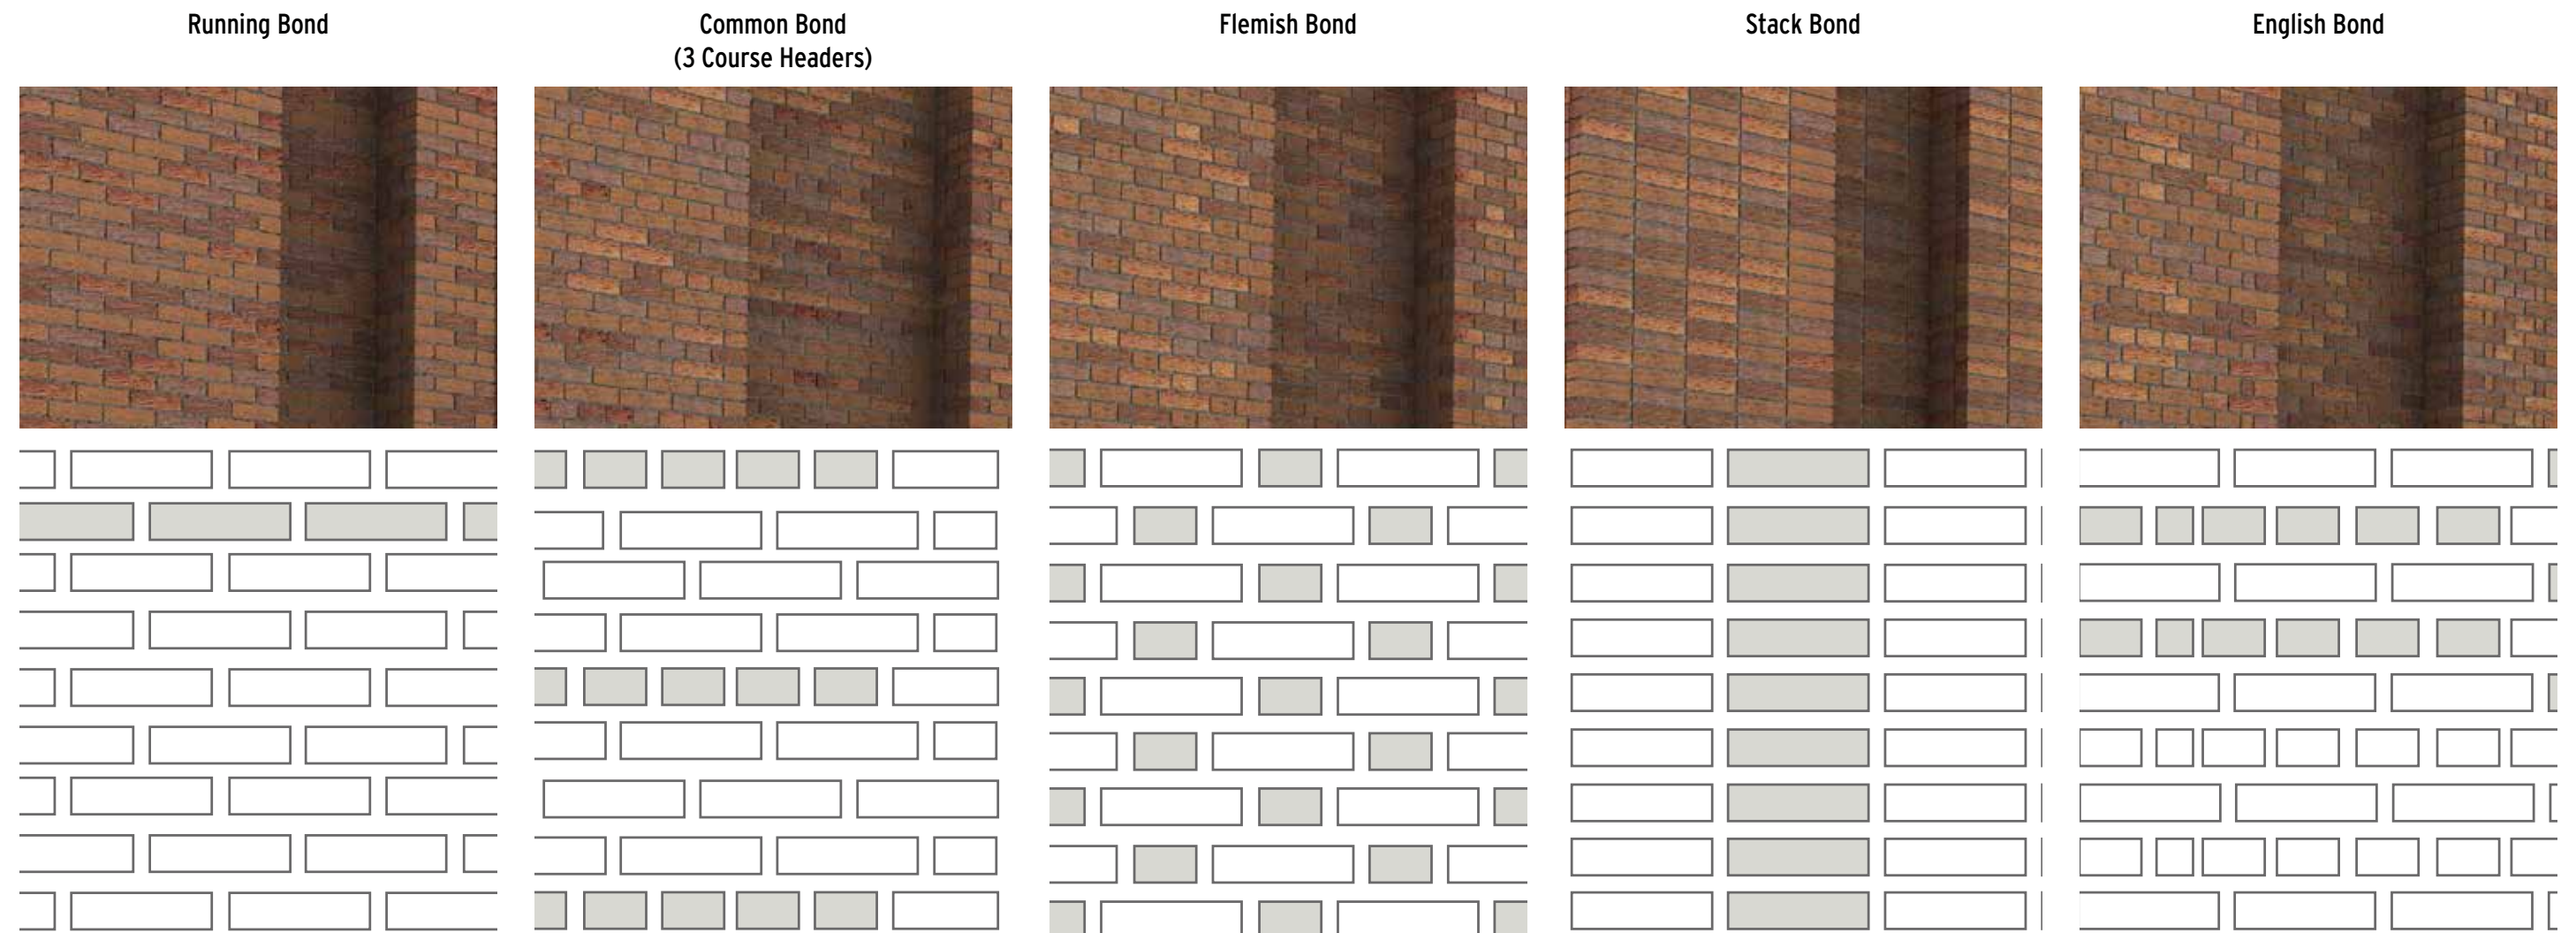 Running Bond
Common Bond
(3 Course Headers)
Flemish Bond
Stack Bond
English Bond